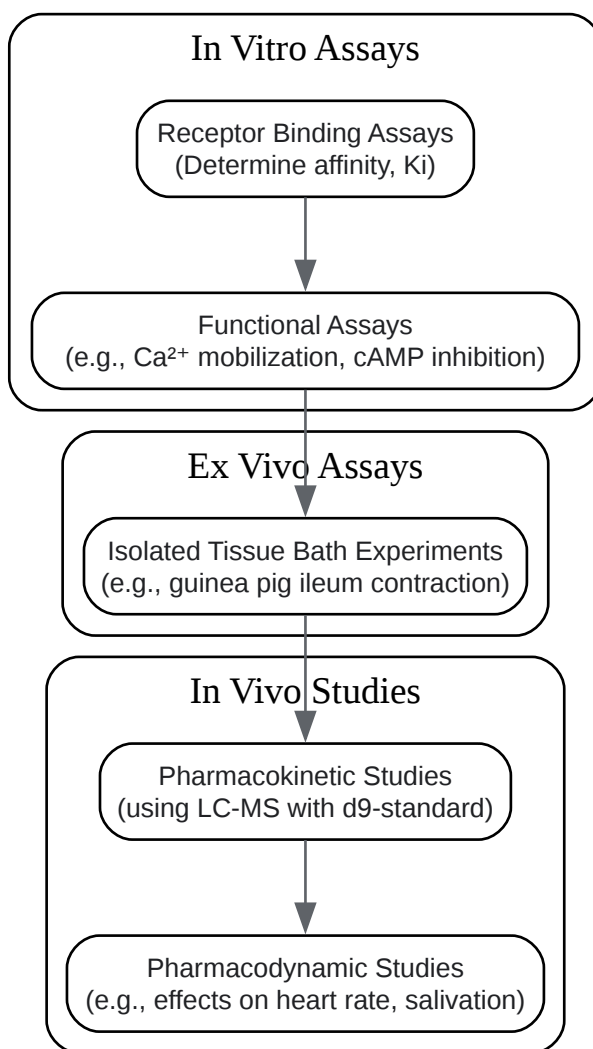 In Vitro Assays
Receptor Binding Assays
(Determine affinity, Ki)
Functional Assays
(e.g., Ca²⁺ mobilization, cAMP inhibition)
Ex Vivo Assays
Isolated Tissue Bath Experiments
(e.g., guinea pig ileum contraction)
In Vivo Studies
Pharmacokinetic Studies
(using LC-MS with d9-standard)
Pharmacodynamic Studies
(e.g., effects on heart rate, salivation)